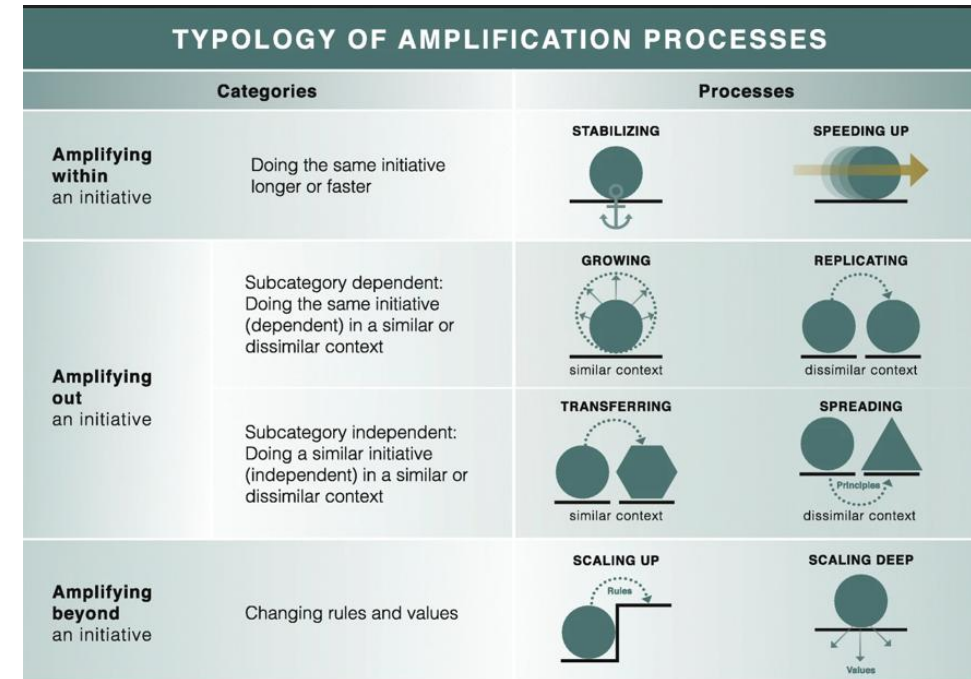 TYPOLOGY OF AMPLIFICATION PROCESSES
Categories
Processes
Amplifying
within
an initiative
Doing the same initiative
longer or faster
STABILIZING
SPEEDING UP
Amplifying
out
an initiative
Subcategory dependent:
Doing the same initiative
(dependent) in a similar or
dissimilar context
GROWING
similar context
REPLICATING
dissimilar context
Subcategory independent:
Doing a similar initiative
(independent) in a similar or
dissimilar context
TRANSFERRING
similar context
SPREADING
Principles
dissimilar context
Amplifying
beyond
an initiative
Changing rules and values
SCALING UP
Rules
SCALING DEEP
Values